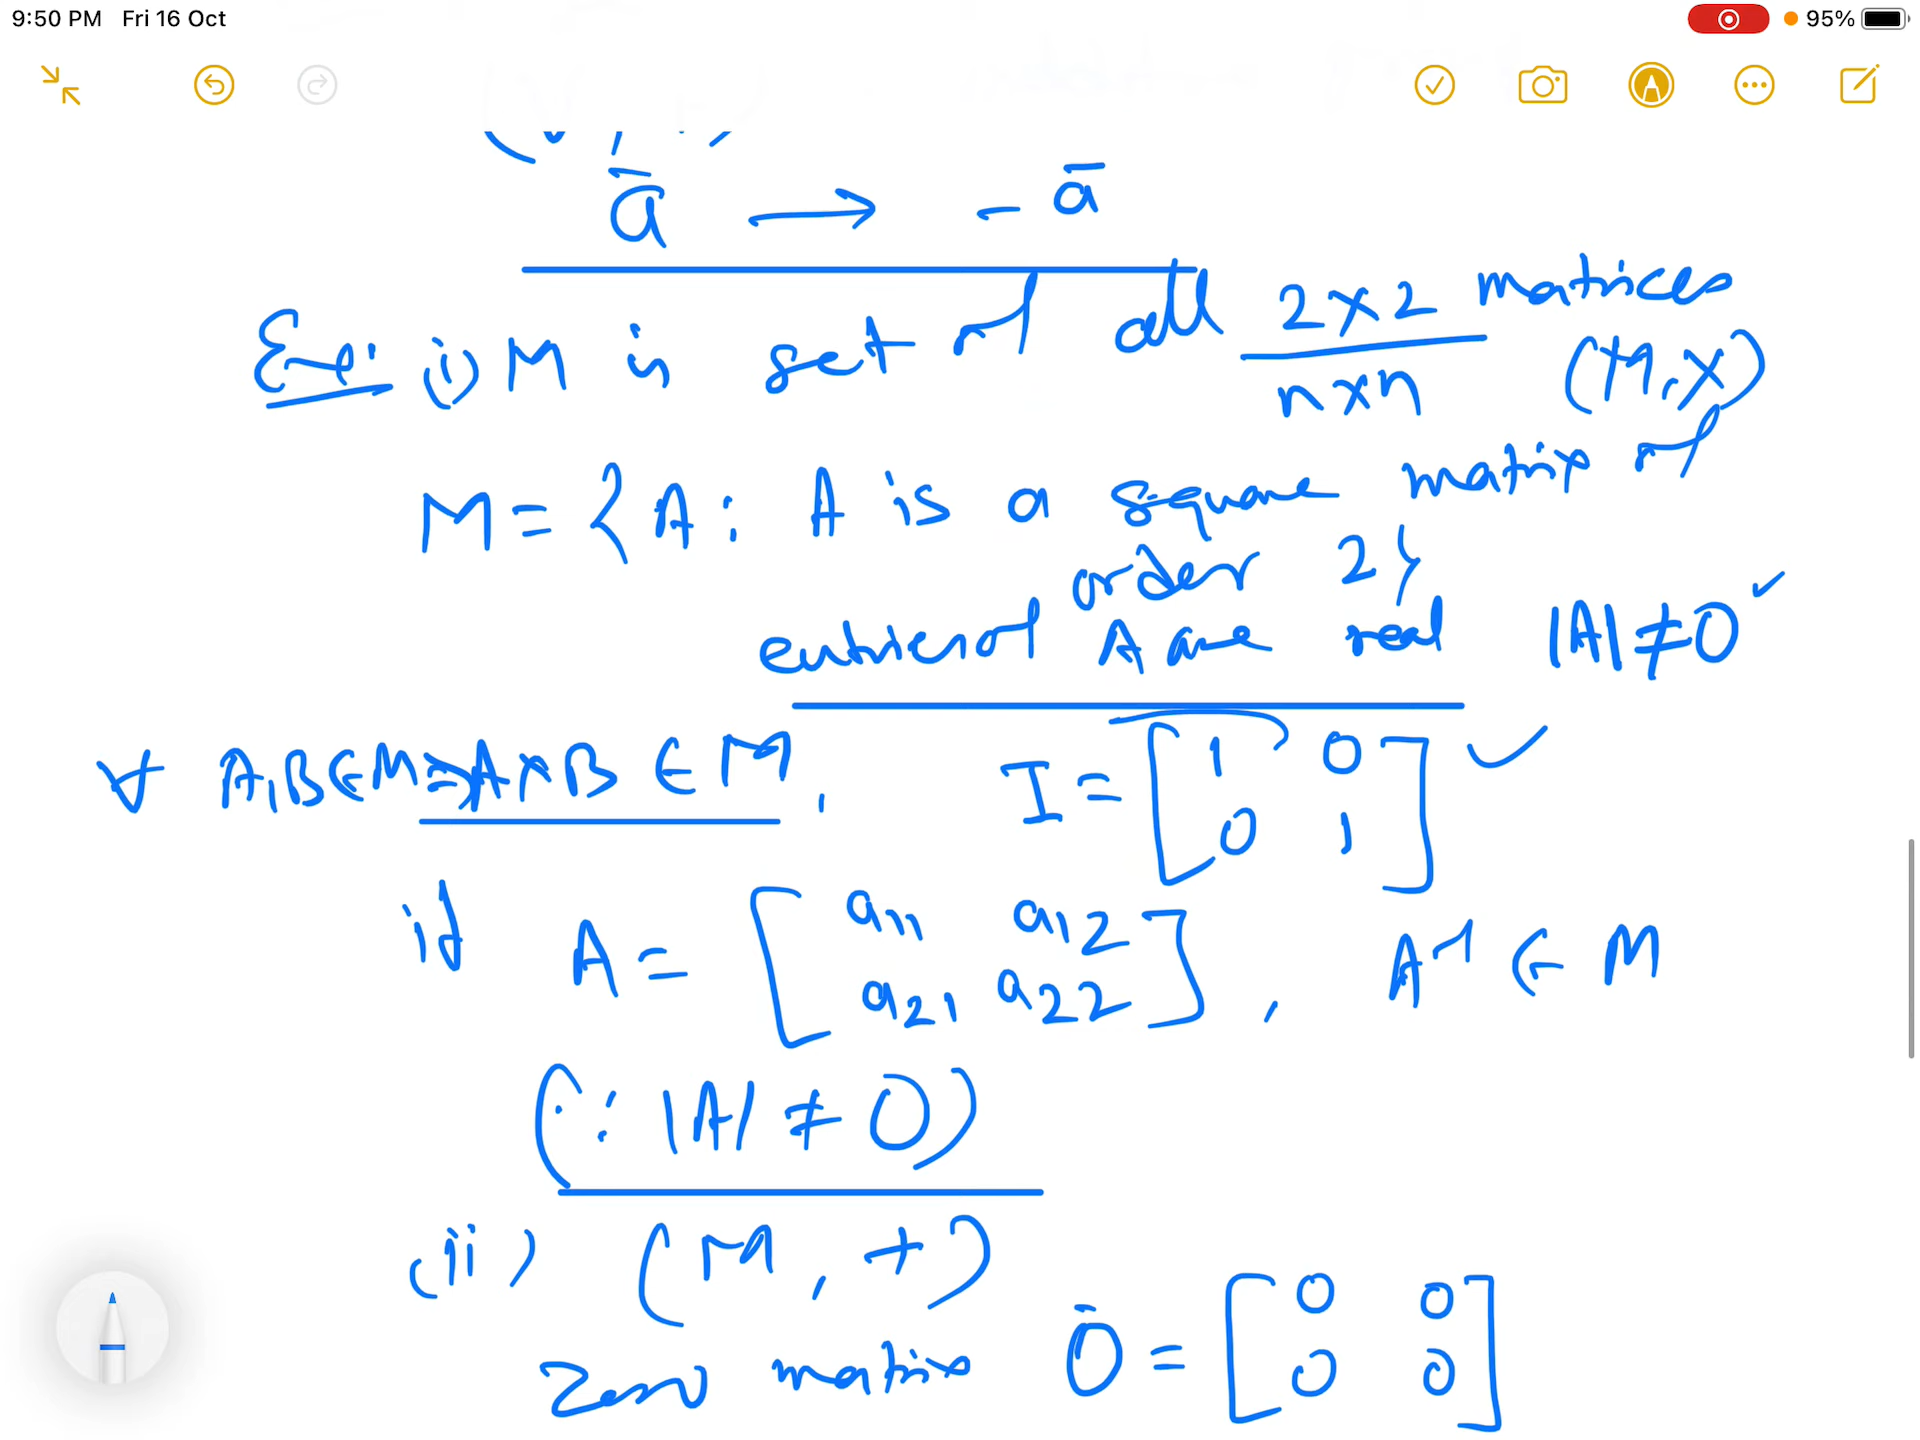 9:50 PM Fri 16 Oct 95%
(V, +)
ā → - ā
Ex: (i) M is set of all 2×2 matrices
n×n (M, ×)
M = { A : A is a square matrix of
order 2}
entries of A are real |A| ≠ 0 ✓
∀ A, B ∈ M ⇒ A × B ∈ M, I = [ 1 0 ✓
0 1 ]
if A = [ a11 a12
a21 a22 ], A⁻¹ ∈ M
(∵ |A| ≠ 0)
(ii) (M, +)
Zero matrix Ō = [ 0 0
0 0 ]